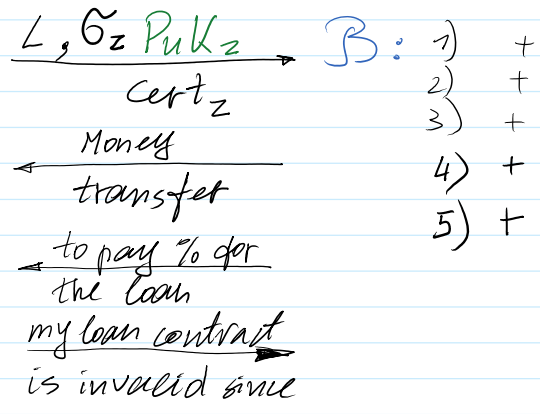 L, σz PuKz
certz
Money
transfer
to pay % for
the loan
my loan contract
is invalid since
B:
1) +
2) +
3) +
4) +
5) +